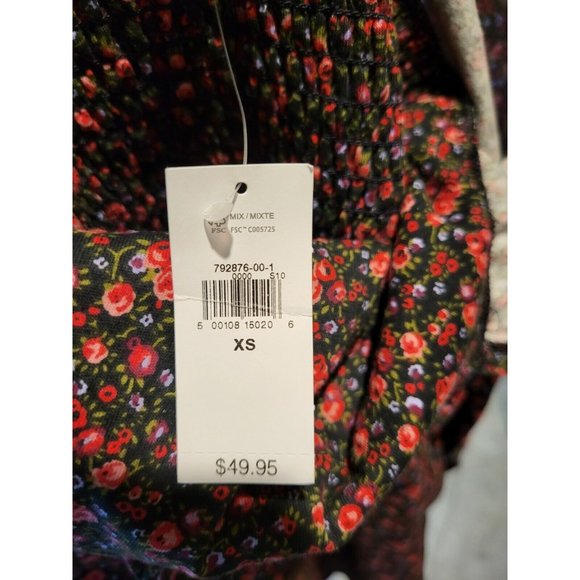 MIX / MIXTE
FSC FSC™ C005725
792876-00-1
0000 S10
5 00108 15020 6
XS
$49.95